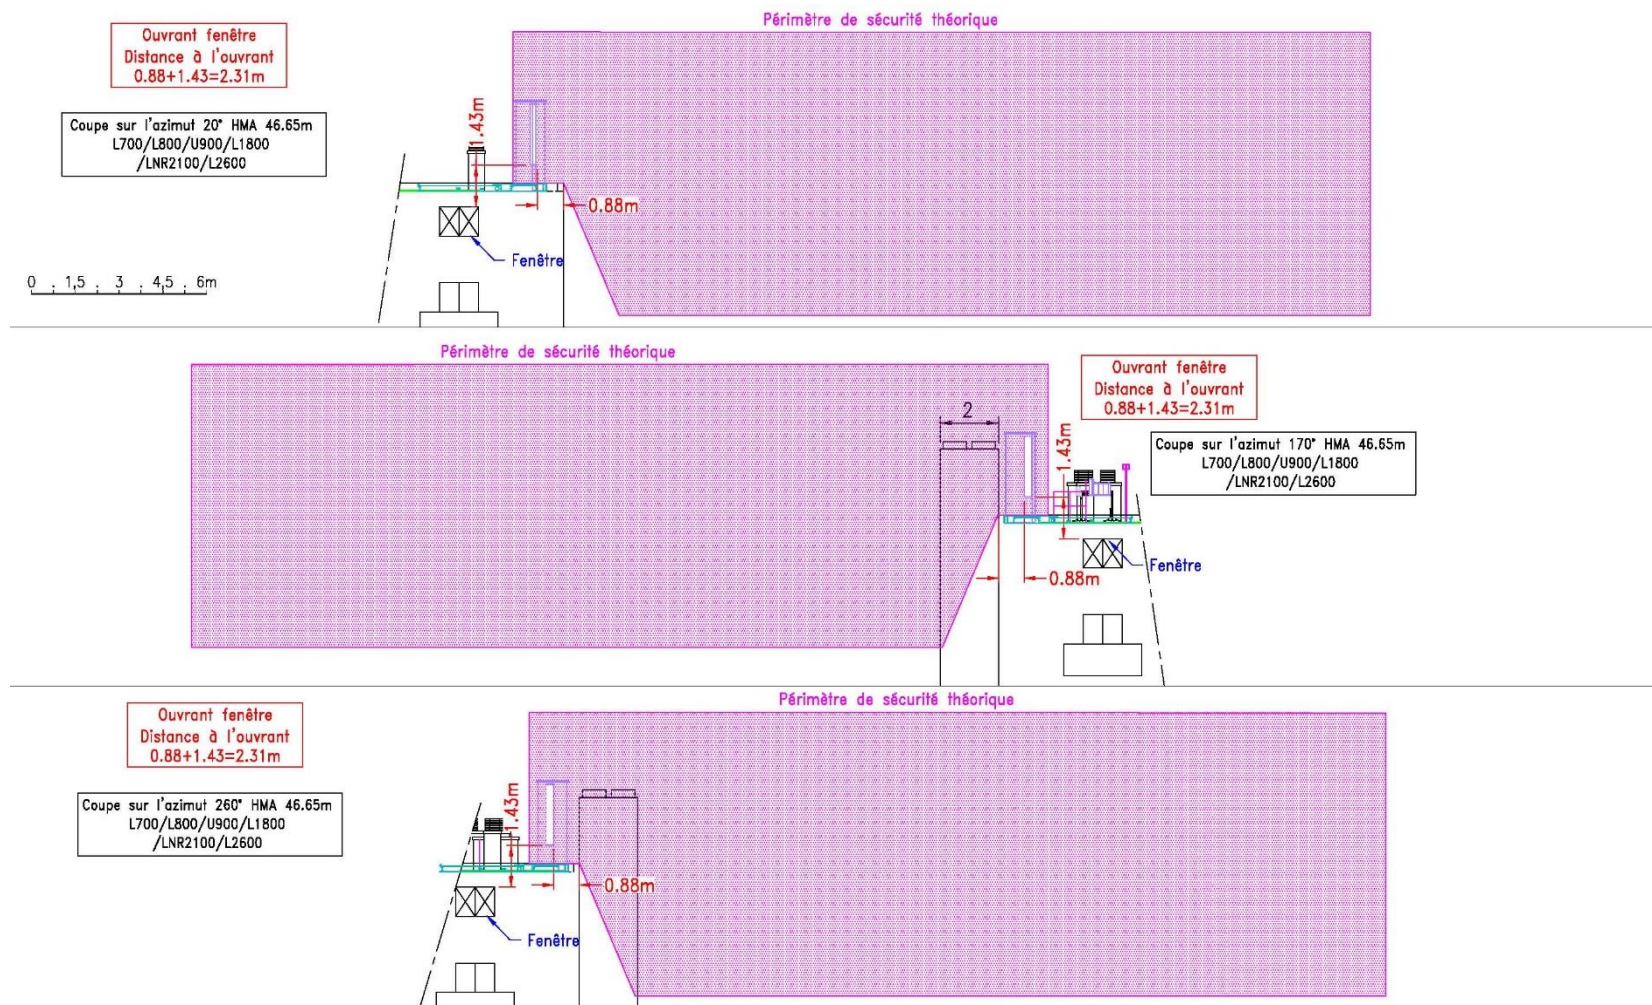 Périmètre de sécurité théorique
Ouvrant fenêtre
Distance à l'ouvrant
0.88+1.43=2.31m
Coupe sur l'azimut 20° HMA 46.65m
L700/L800/U900/L1800
/LNR2100/L2600
1.43m
0.88m
Fenêtre
0 1,5 3 4,5 6m
Périmètre de sécurité théorique
Ouvrant fenêtre
Distance à l'ouvrant
0.88+1.43=2.31m
2
1.43m
Coupe sur l'azimut 170° HMA 46.65m
L700/L800/U900/L1800
/LNR2100/L2600
Fenêtre
0.88m
Périmètre de sécurité théorique
Ouvrant fenêtre
Distance à l'ouvrant
0.88+1.43=2.31m
Coupe sur l'azimut 260° HMA 46.65m
L700/L800/U900/L1800
/LNR2100/L2600
1.43m
0.88m
Fenêtre